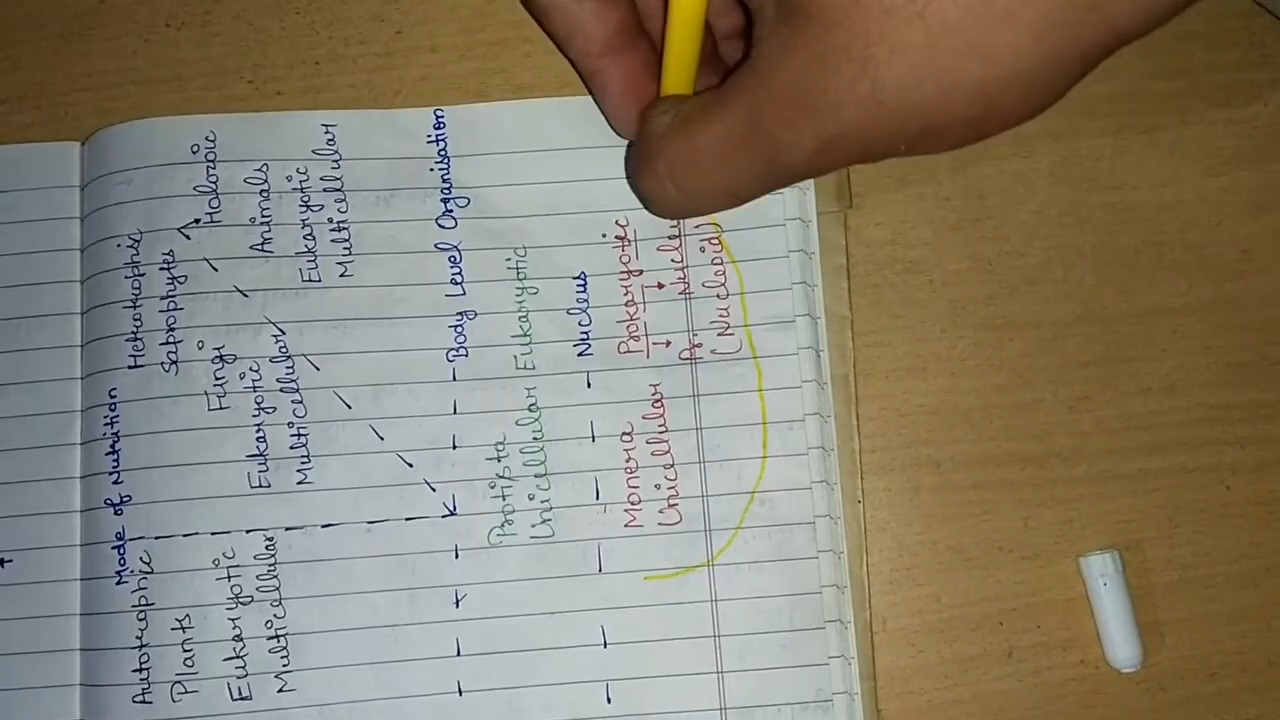 Mode of Nutrition
Autotrophic Hetrotrophic
Plants Saprophytes → Holozoic
Eukaryotic Fungi Animals
Multicellular Eukaryotic Eukaryotic
Multicellular Multicellular
Body Level Organisation
Protista
Unicellular Eukaryotic
Nucleus
Monera Prokaryotic
Unicellular
(Nucleoid)